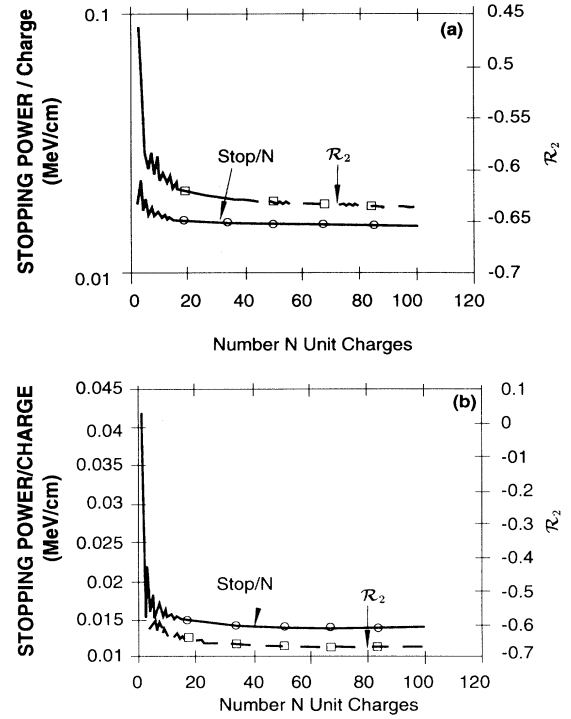 0.1
0.45
(a)
0.5
-0.55
STOPPING POWER / Charge
(MeV/cm)
Stop/N
R₂
-0.6
R₂
-0.65
0.01
-0.7
0 20 40 60 80 100 120
Number N Unit Charges
0.045
0.1
(b)
0.04
0
0.035
-01
0.03
-0.2
STOPPING POWER/CHARGE
(MeV/cm)
-0.3
R₂
0.025
-0.4
0.02
Stop/N
R₂
-0.5
0.015
-0.6
0.01
-0.7
0 20 40 60 80 100 120
Number N Unit Charges